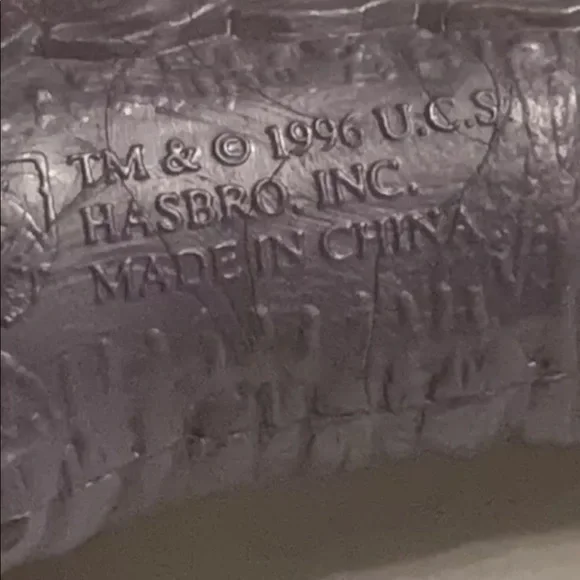 TM & © 1996 U.C.S.
HASBRO, INC.
MADE IN CHINA